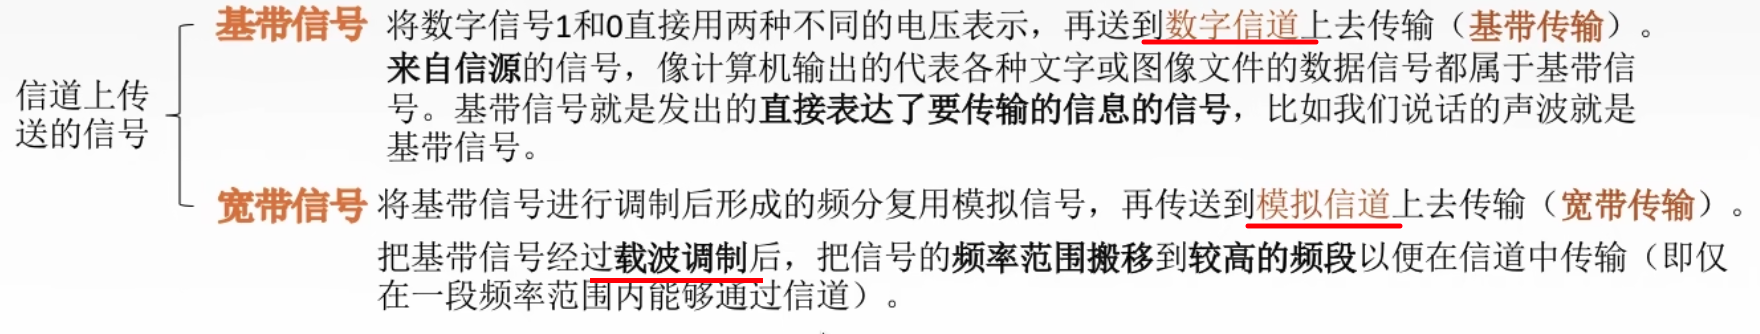 信道上传
送的信号
基带信号 将数字信号1和0直接用两种不同的电压表示，再送到数字信道上去传输（基带传输）。
来自信源的信号，像计算机输出的代表各种文字或图像文件的数据信号都属于基带信
号。基带信号就是发出的直接表达了要传输的信息的信号，比如我们说话的声波就是
基带信号。
宽带信号 将基带信号进行调制后形成的频分复用模拟信号，再传送到模拟信道上去传输（宽带传输）。
把基带信号经过载波调制后，把信号的频率范围搬移到较高的频段以便在信道中传输（即仅
在一段频率范围内能够通过信道）。